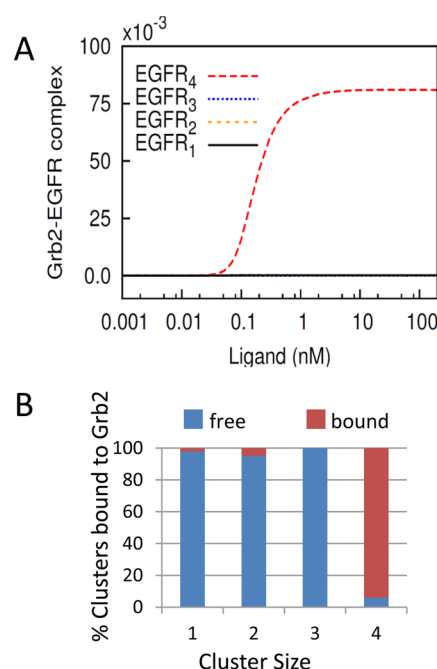 A
100 x10⁻³
75
50
25
0.0
Grb2-EGFR complex
EGFR₄
EGFR₃
EGFR₂
EGFR₁
0.001 0.01 0.1 1 10 100
Ligand (nM)
B
free bound
100
80
60
40
20
0
% Clusters bound to Grb2
1 2 3 4
Cluster Size